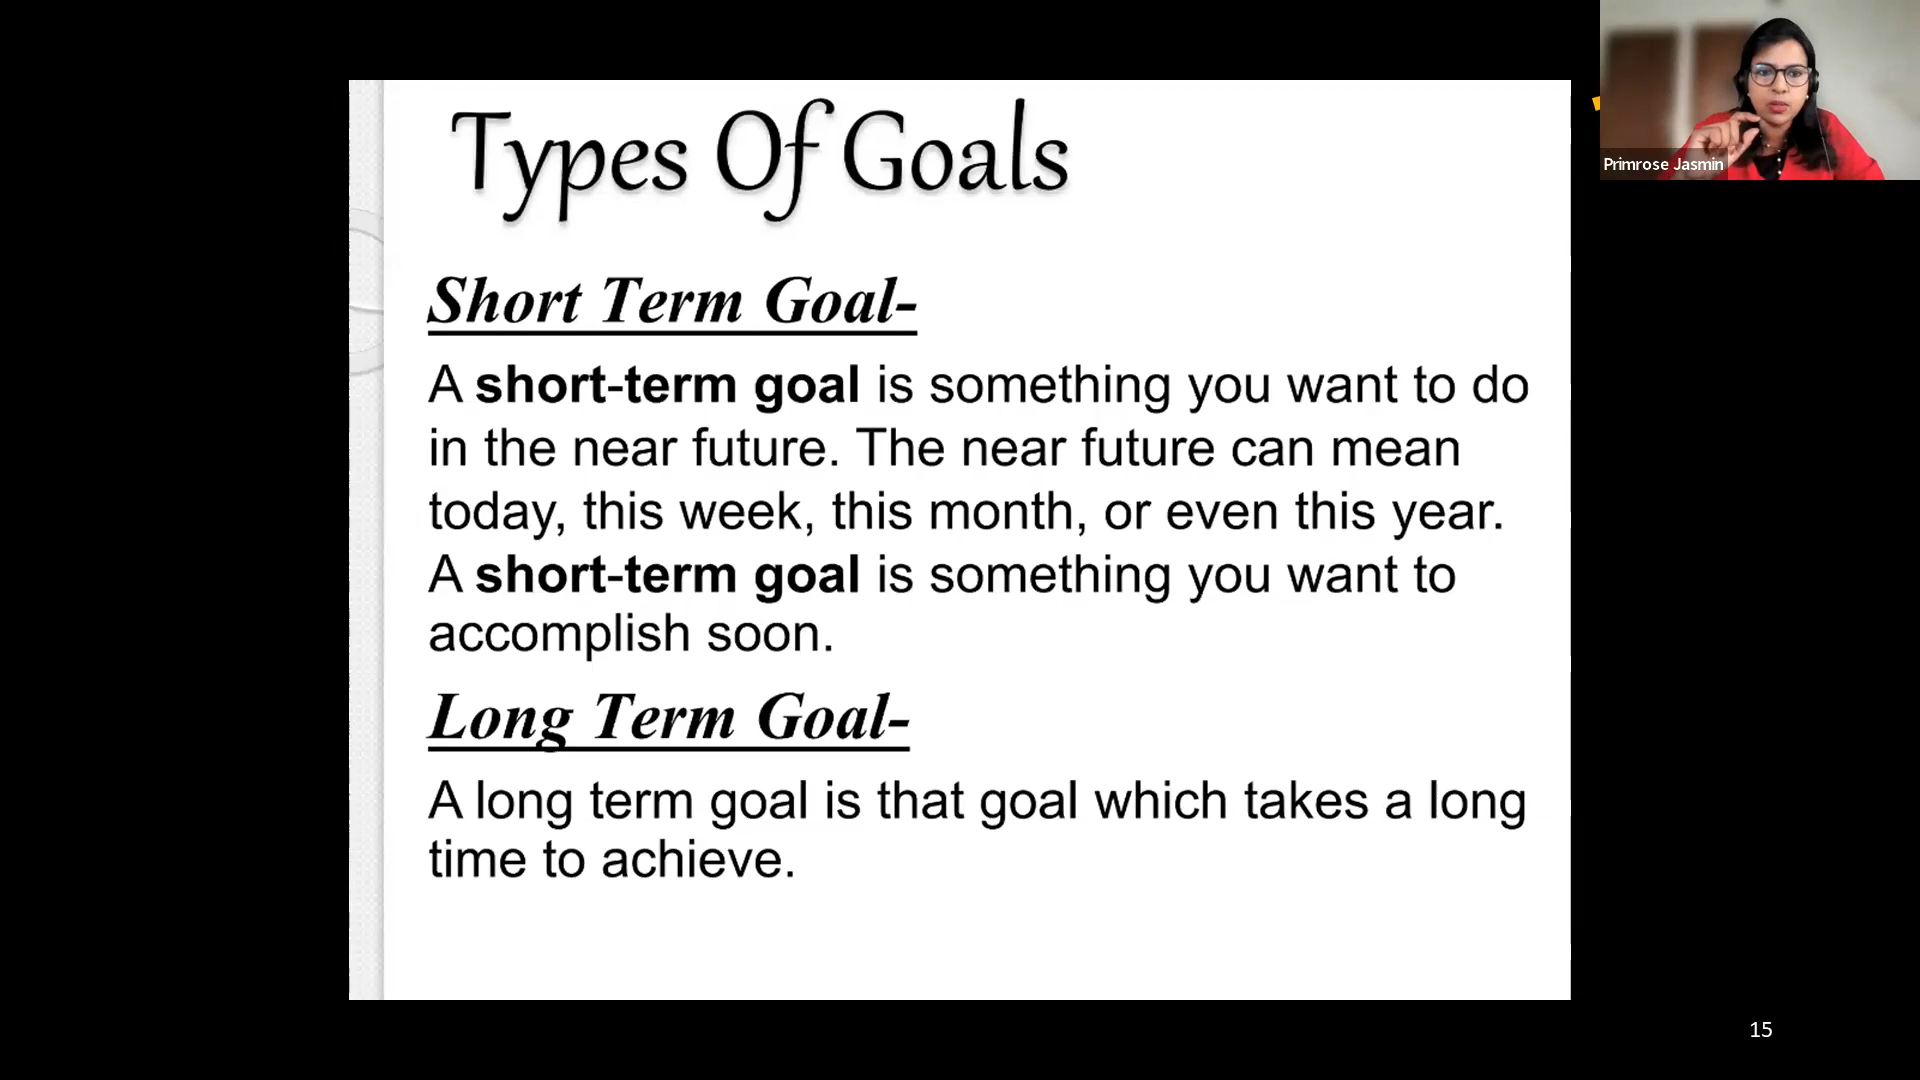 Types Of Goals
Primrose Jasmin
Short Term Goal-
A short-term goal is something you want to do
in the near future. The near future can mean
today, this week, this month, or even this year.
A short-term goal is something you want to
accomplish soon.
Long Term Goal-
A long term goal is that goal which takes a long
time to achieve.
15